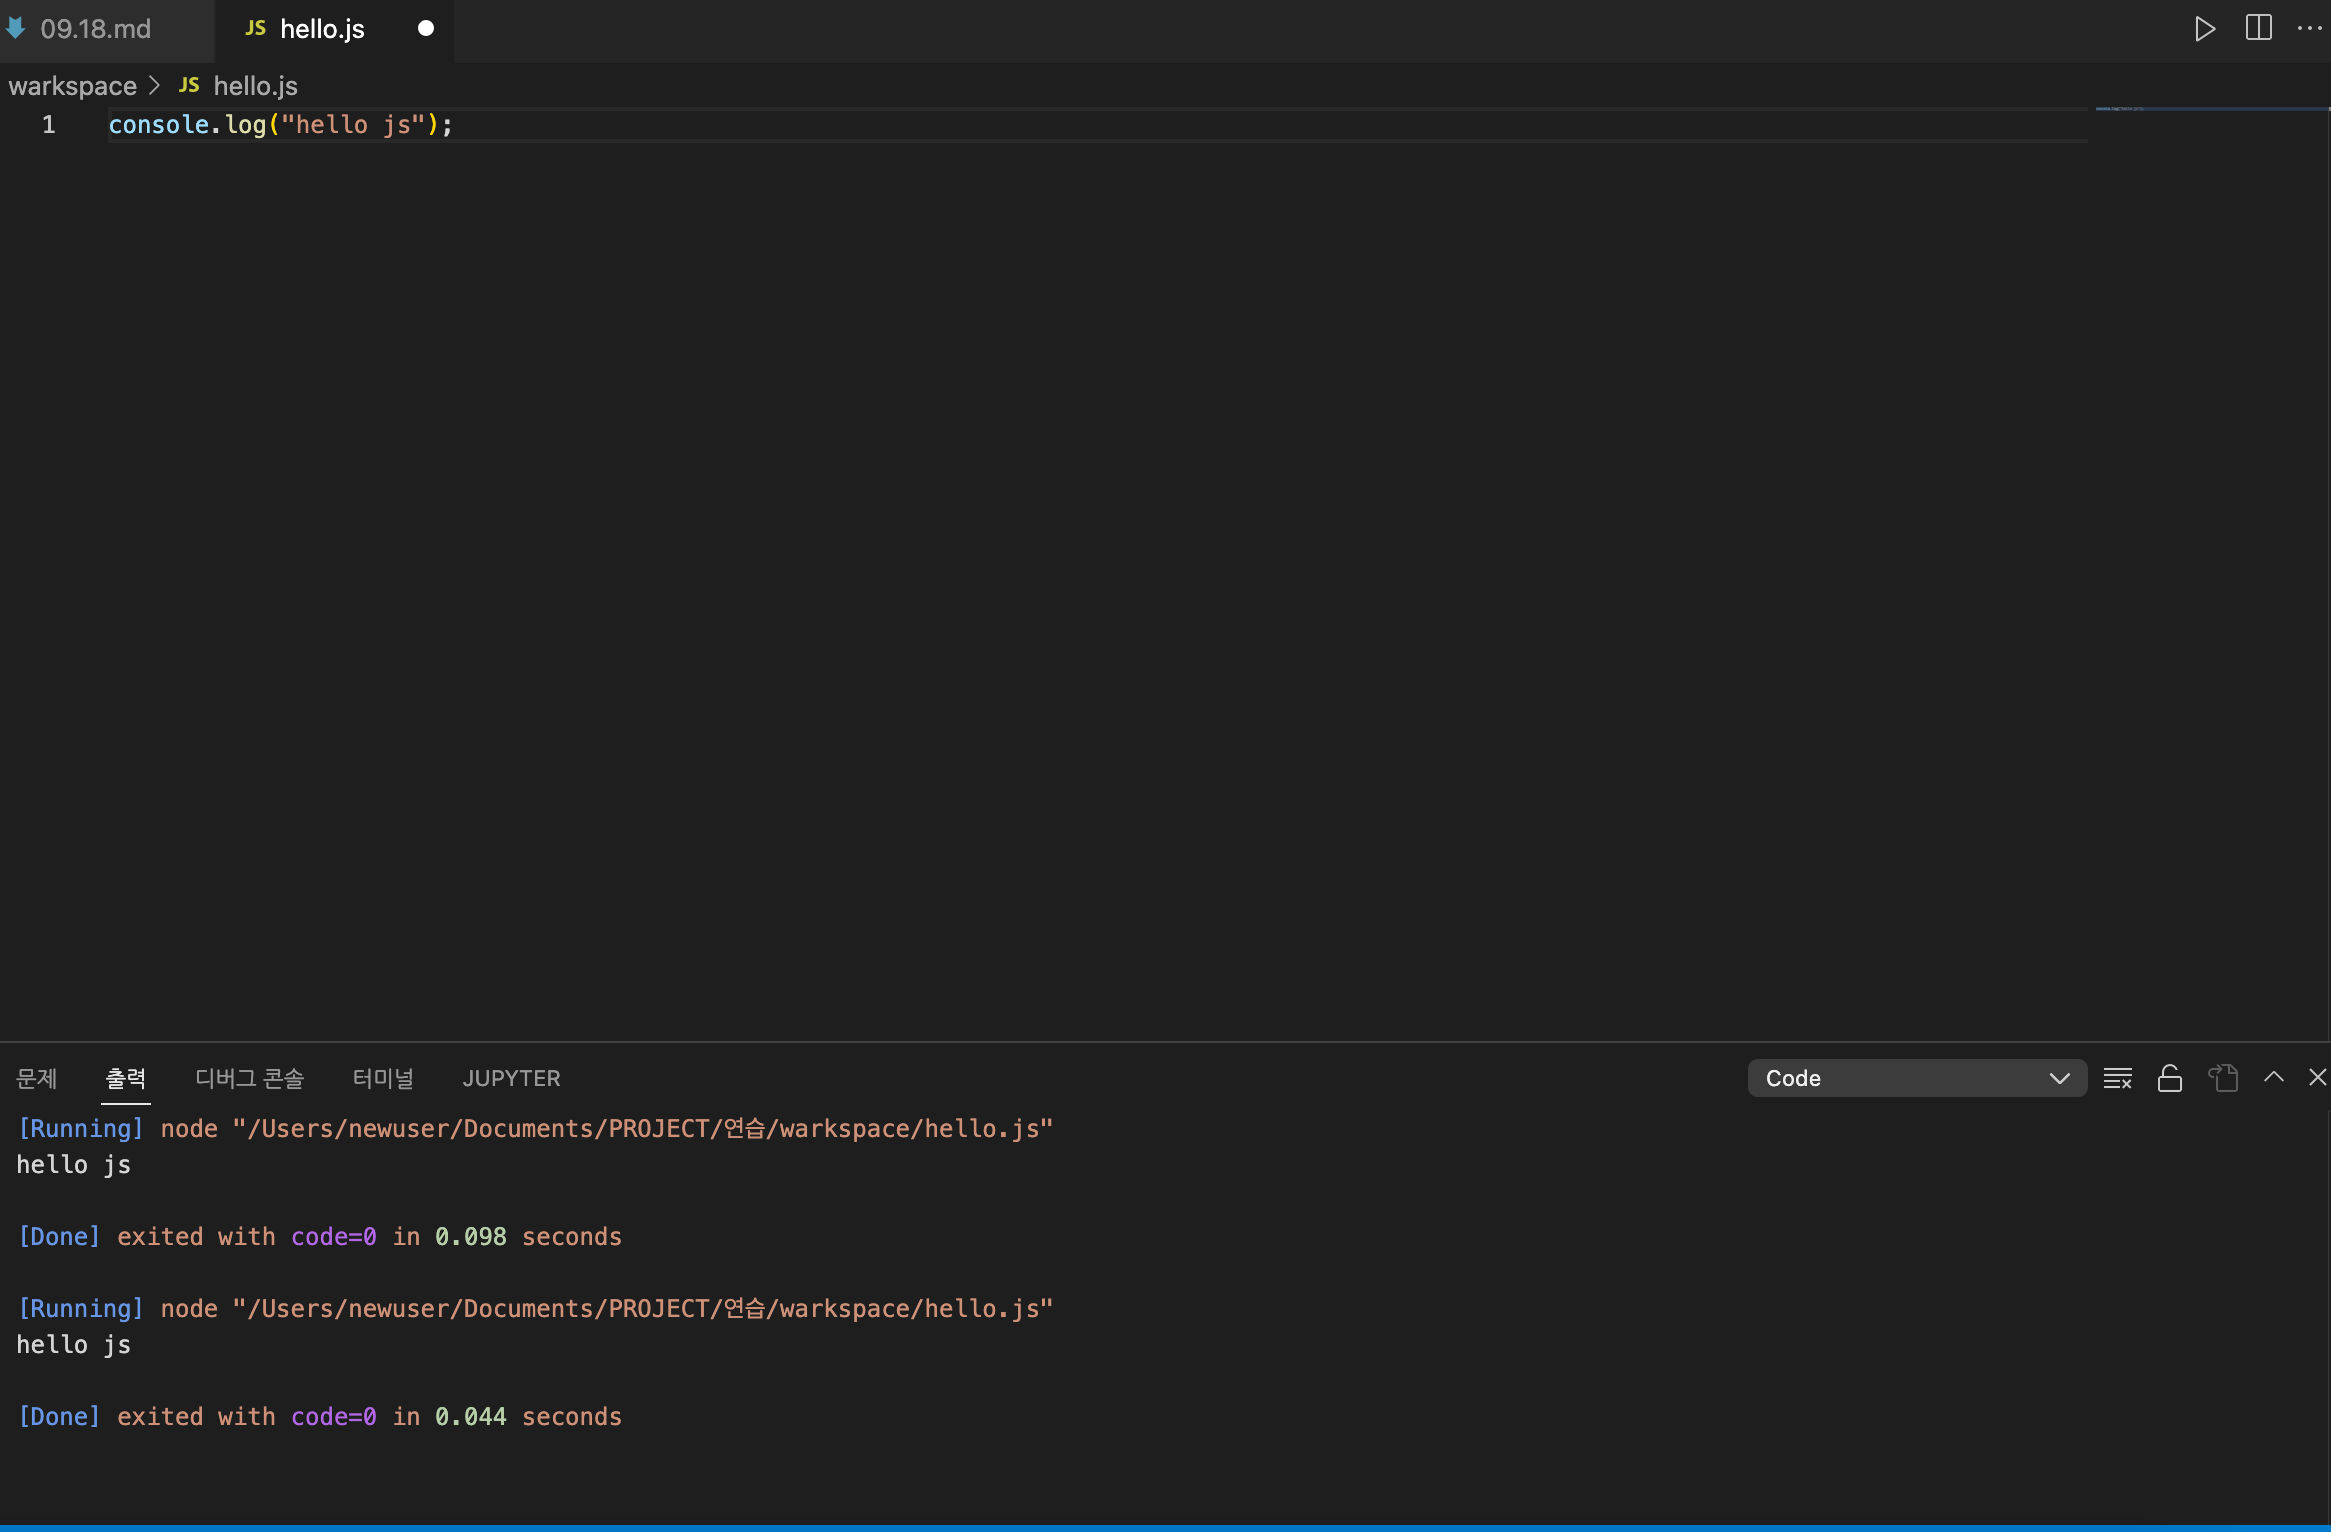 09.18.md JS hello.js
warkspace > JS hello.js
1 console.log("hello js");
문제 출력 디버그 콘솔 터미널 JUPYTER Code
[Running] node "/Users/newuser/Documents/PROJECT/연습/warkspace/hello.js"
hello js
[Done] exited with code=0 in 0.098 seconds
[Running] node "/Users/newuser/Documents/PROJECT/연습/warkspace/hello.js"
hello js
[Done] exited with code=0 in 0.044 seconds